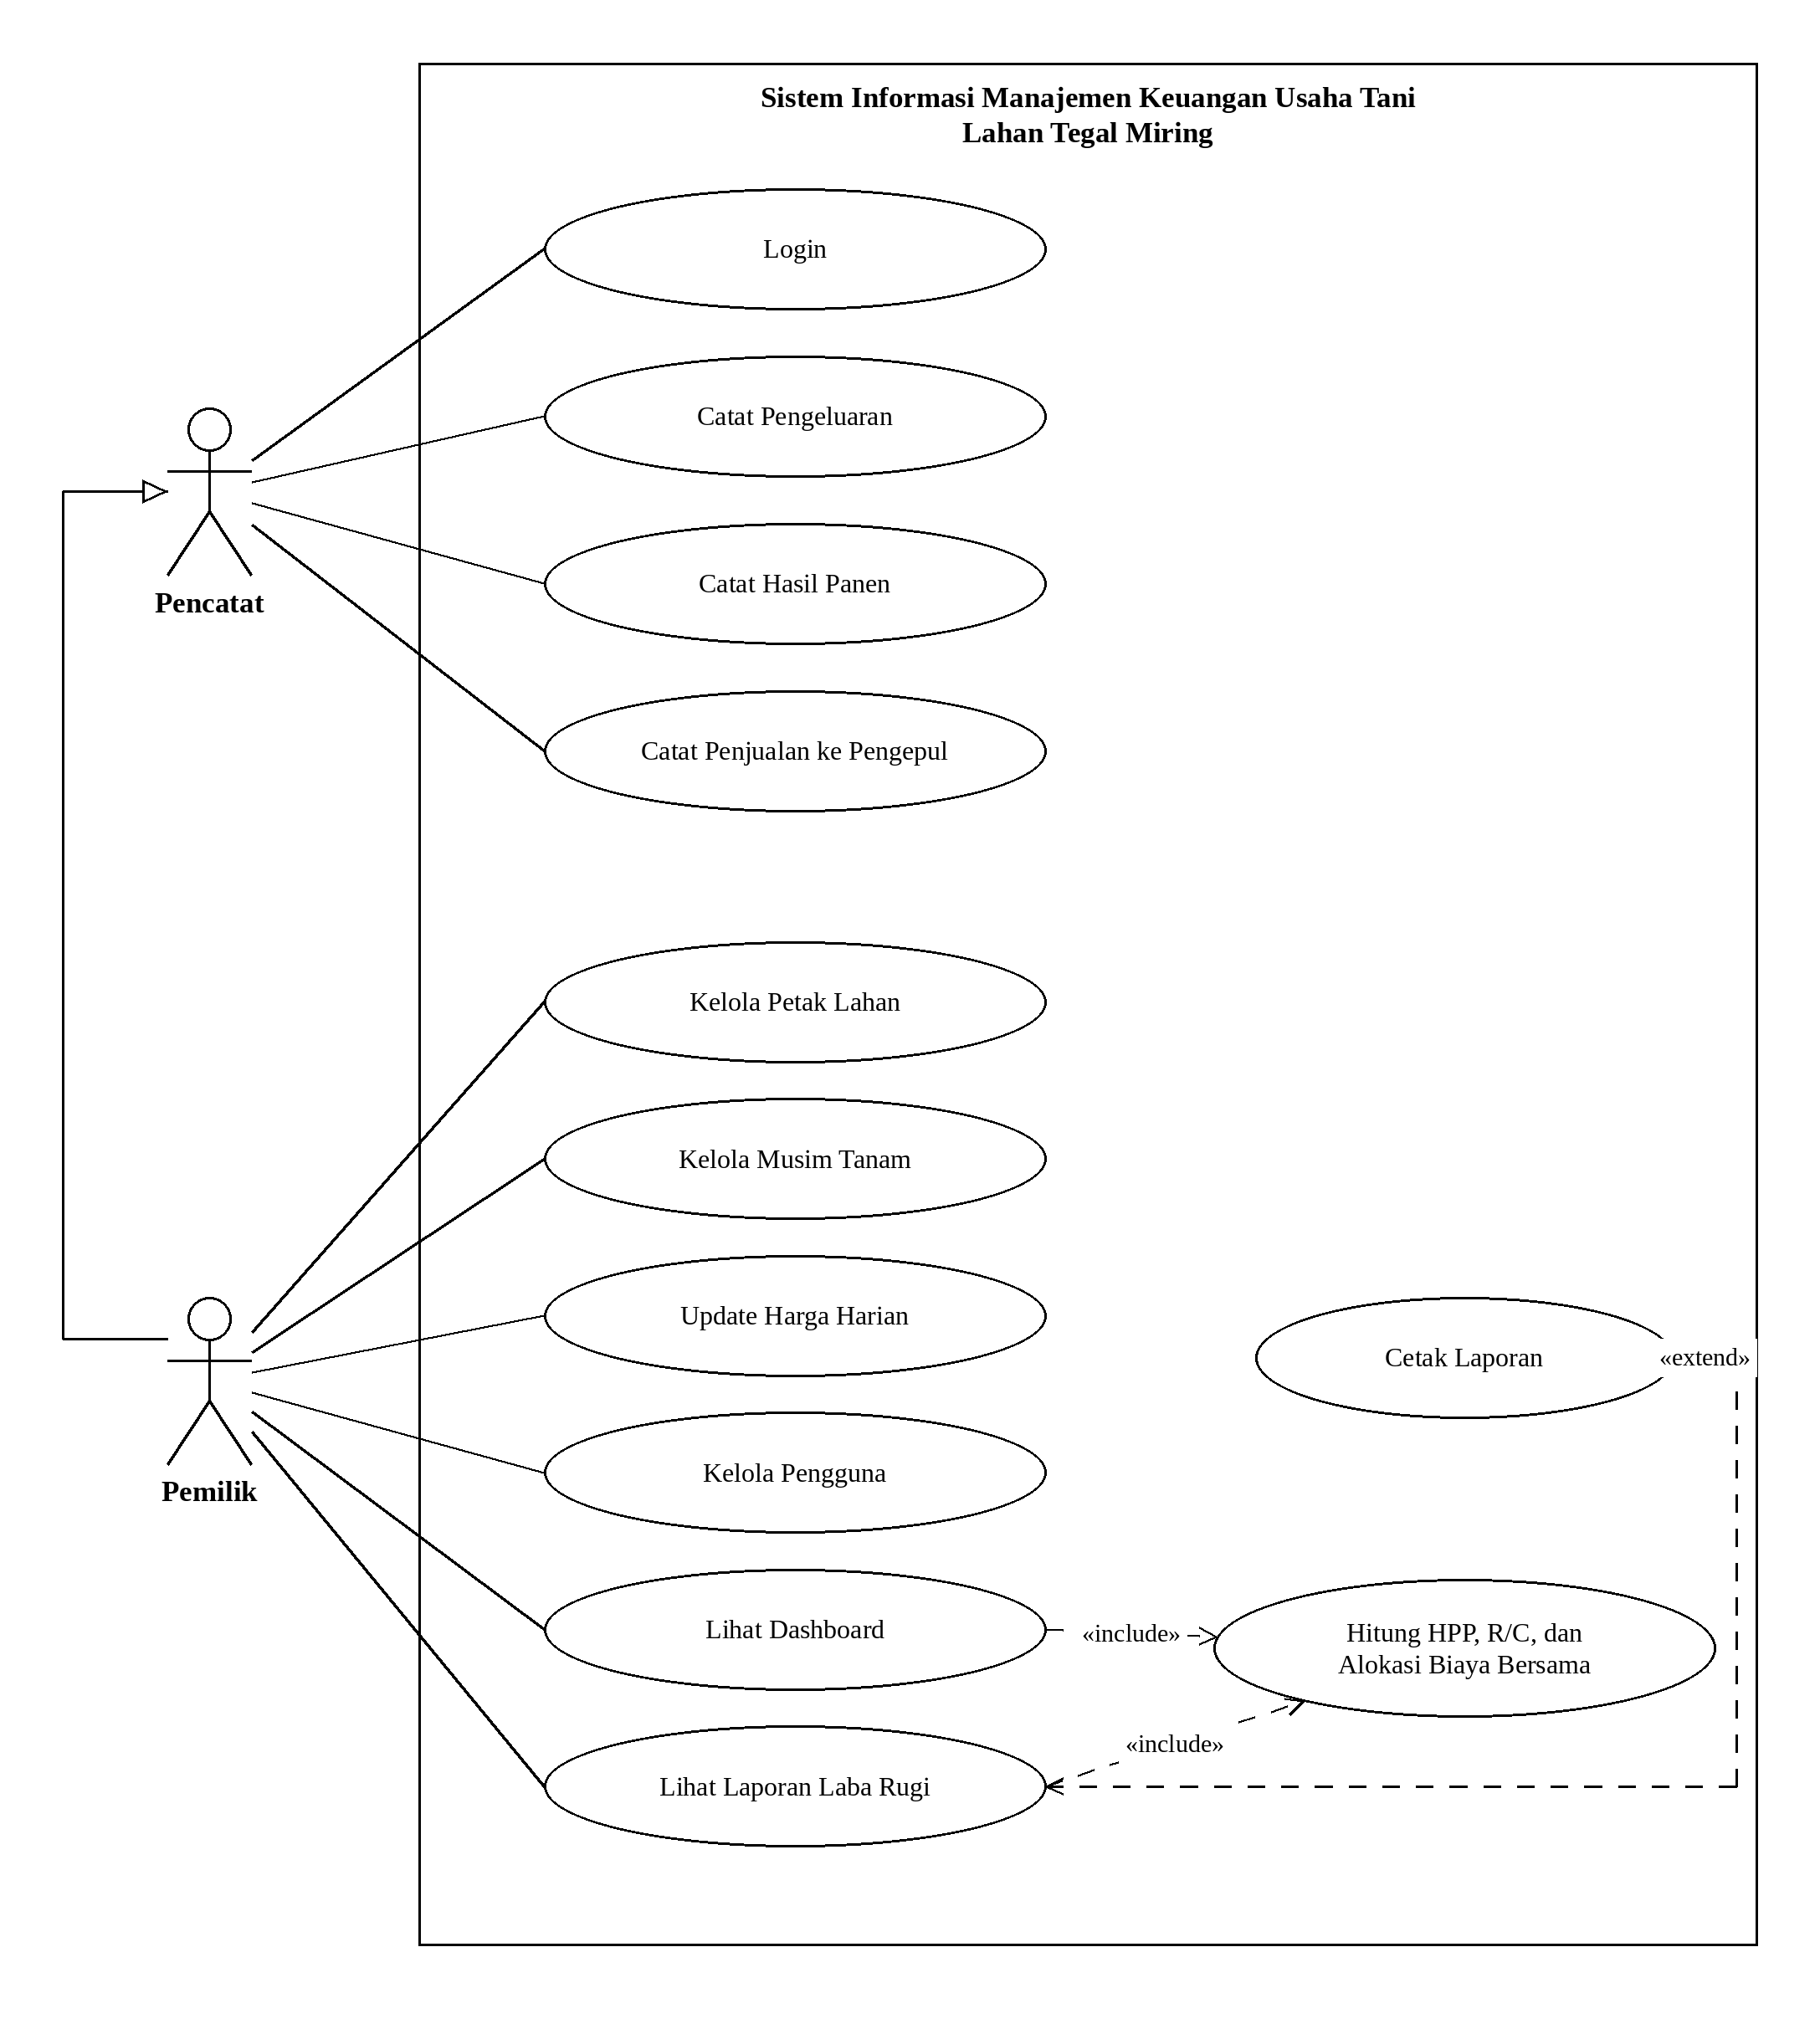 Sistem Informasi Manajemen Keuangan Usaha Tani
Lahan Tegal Miring
Login
Catat Pengeluaran
Catat Hasil Panen
Pencatat
Catat Penjualan ke Pengepul
Kelola Petak Lahan
Kelola Musim Tanam
Update Harga Harian
Cetak Laporan
«extend»
Kelola Pengguna
Pemilik
Lihat Dashboard
«include»
Hitung HPP, R/C, dan
Alokasi Biaya Bersama
«include»
Lihat Laporan Laba Rugi